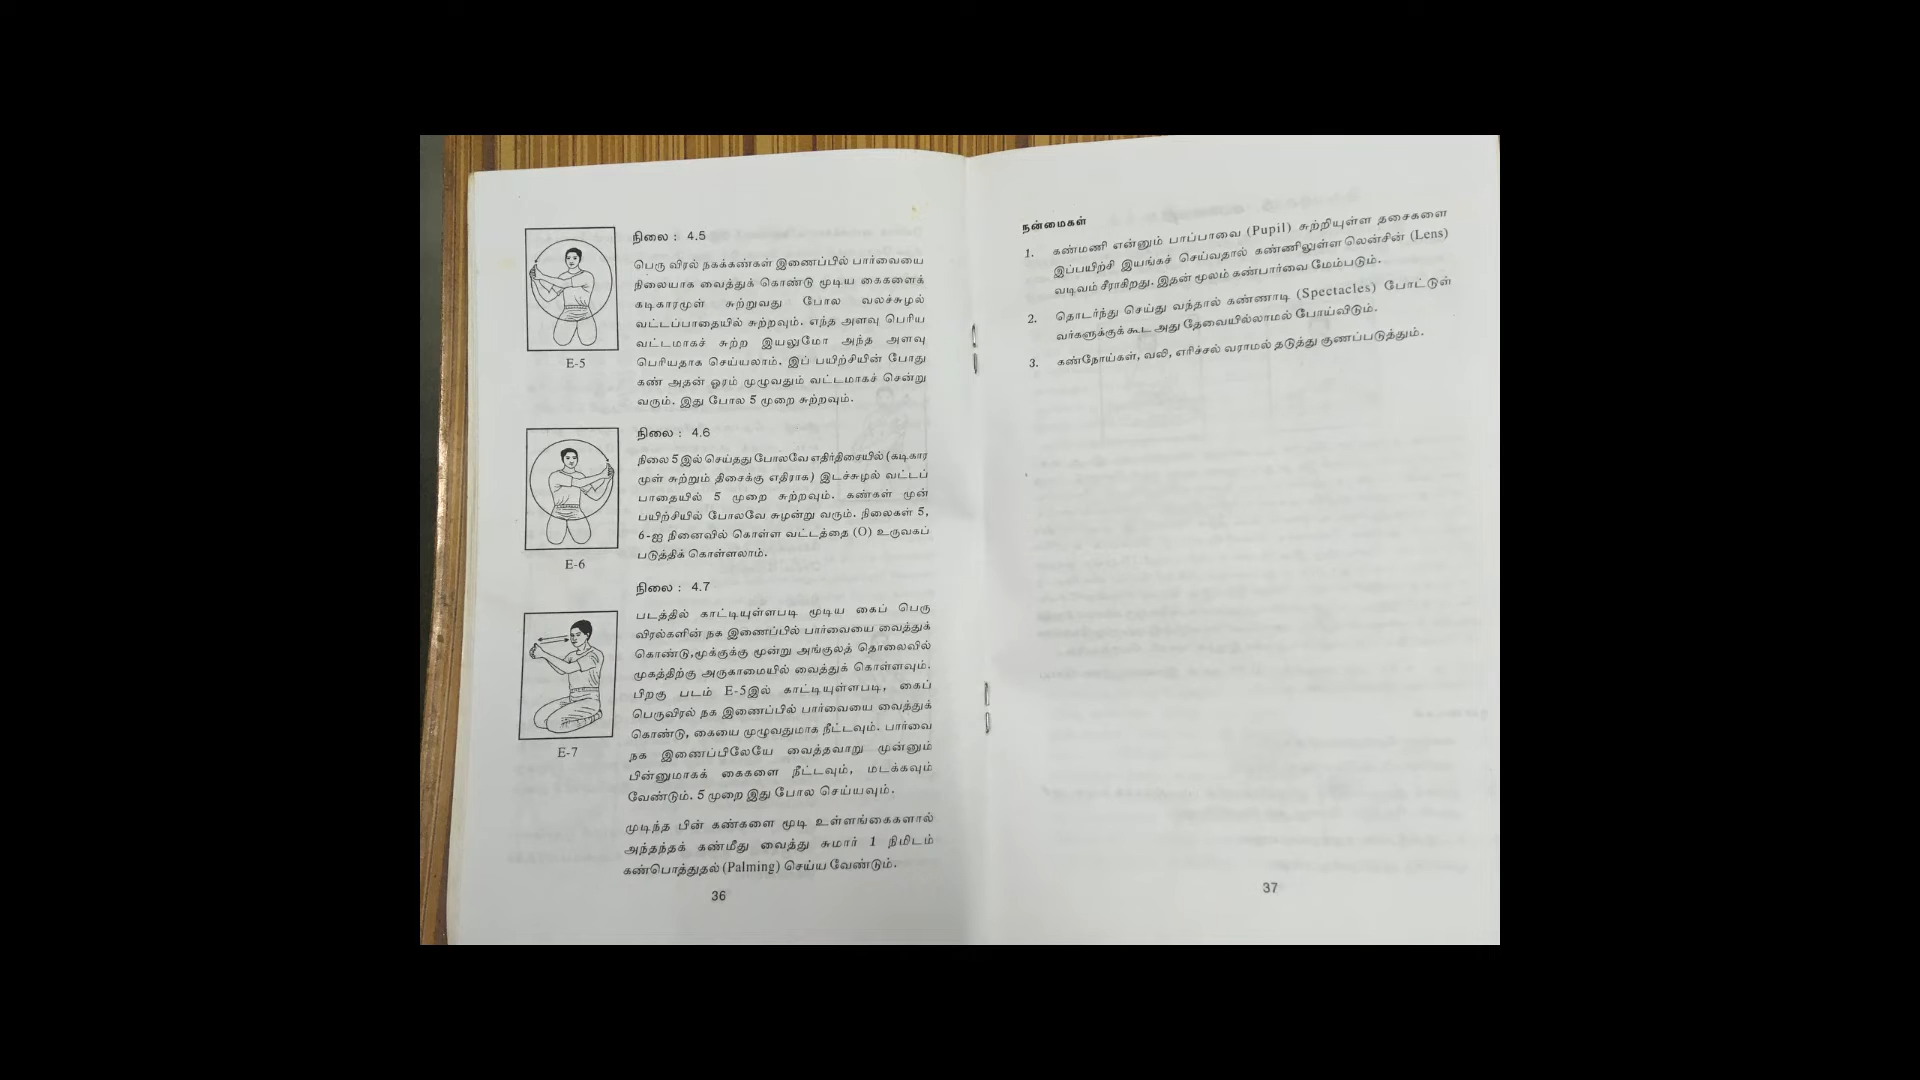 நிலை : 4.5
பெரு விரல் நகக்கண்கள் இணைப்பில் பார்வையை
நிலையாக வைத்துக் கொண்டு மூடிய கைகளைக்
கடிகாரமுள் சுற்றுவது போல வலச்சுழல்
வட்டப்பாதையில் சுற்றவும். எந்த அளவு பெரிய
வட்டமாகச் சுற்ற இயலுமோ அந்த அளவு
பெரியதாக செய்யலாம். இப் பயிற்சியின் போது
கண் அதன் ஓரம் முழுவதும் வட்டமாகச் சென்று
வரும். இது போல 5 முறை சுற்றவும்.
E-5
நிலை : 4.6
நிலை 5இல் செய்தது போலவே எதிர்திசையில் (கடிகார
முள் சுற்றும் திசைக்கு எதிராக) இடச்சுழல் வட்டப்
பாதையில் 5 முறை சுற்றவும். கண்கள் முன்
பயிற்சியில் போலவே சுழன்று வரும். நிலைகள் 5,
6-ஐ நினைவில் கொள்ள வட்டத்தை (O) உருவகப்
படுத்திக் கொள்ளலாம்.
E-6
நிலை : 4.7
படத்தில் காட்டியுள்ளபடி மூடிய கைப் பெரு
விரல்களின் நக இணைப்பில் பார்வையை வைத்துக்
கொண்டு,மூக்குக்கு மூன்று அங்குலத் தொலைவில்
முகத்திற்கு அருகாமையில் வைத்துக் கொள்ளவும்.
பிறகு படம் E-5இல் காட்டியுள்ளபடி, கைப்
பெருவிரல் நக இணைப்பில் பார்வையை வைத்துக்
கொண்டு, கையை முழுவதுமாக நீட்டவும். பார்வை
நக இணைப்பிலேயே வைத்தவாறு முன்னும்
பின்னுமாகக் கைகளை நீட்டவும், மடக்கவும்
வேண்டும். 5 முறை இது போல செய்யவும்.
E-7
முடிந்த பின் கண்களை மூடி உள்ளங்கைகளால்
அந்தந்தக் கண்மீது வைத்து சுமார் 1 நிமிடம்
கண்பொத்துதல் (Palming) செய்ய வேண்டும்.
36
நன்மைகள்
1. கண்மணி என்னும் பாப்பாவை (Pupil) சுற்றியுள்ள தசைகளை
இப்பயிற்சி இயங்கச் செய்வதால் கண்ணிலுள்ள லென்சின் (Lens)
வடிவம் சீராகிறது. இதன் மூலம் கண்பார்வை மேம்படும்.
2. தொடர்ந்து செய்து வந்தால் கண்ணாடி (Spectacles) போட்டுள்
வர்களுக்குக் கூட அது தேவையில்லாமல் போய்விடும்.
3. கண்நோய்கள், வலி, எரிச்சல் வராமல் தடுத்து குணப்படுத்தும்.
37